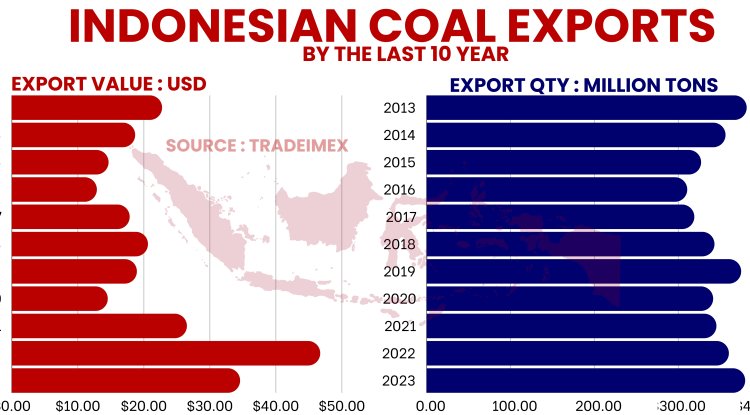 INDONESIAN COAL EXPORTS
BY THE LAST 10 YEAR
EXPORT VALUE : USD
EXPORT QTY : MILLION TONS
SOURCE : TRADEIMEX
2013
2014
2015
2016
2017
2018
2019
2020
2021
2022
2023
$10.00 $20.00 $30.00 $40.00 $50.00
0.00 100.00 200.00 300.00